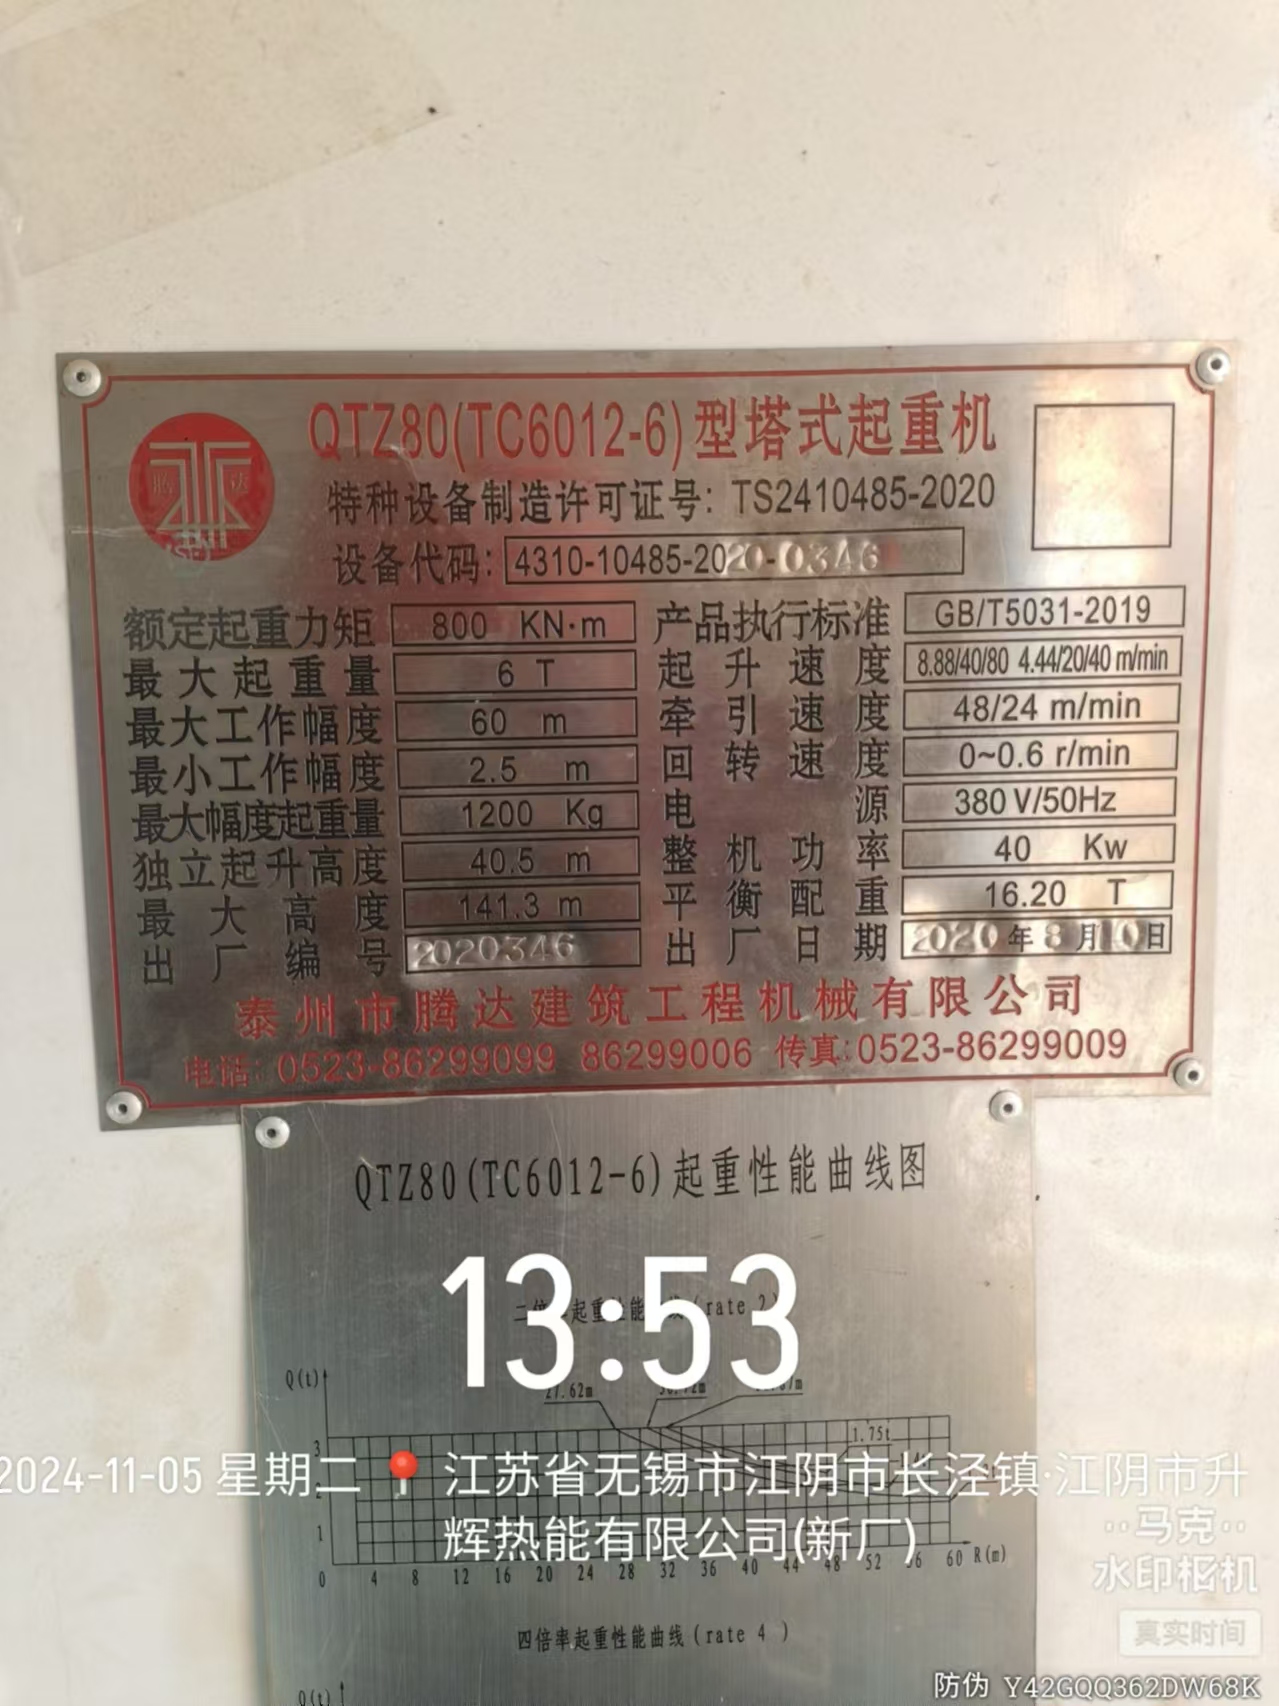 腾 达
QTZ80(TC6012-6)型塔式起重机
特种设备制造许可证号: TS2410485-2020
设备代码: 4310-10485-2020-0346
额定起重力矩 800 KN·m 产品执行标准 GB/T5031-2019
最大起重量 6 T 起升速度 8.88/40/80 4.44/20/40 m/min
最大工作幅度 60 m 牵引速度 48/24 m/min
最小工作幅度 2.5 m 回转速度 0~0.6 r/min
最大幅度起重量 1200 Kg 电源 380 V/50Hz
独立起升高度 40.5 m 整机功率 40 Kw
最大高度 141.3 m 平衡配重 16.20 T
出厂编号 2020346 出厂日期 2020年8月10日
泰州市腾达建筑工程机械有限公司
电话: 0523-86299099 86299006 传真:0523-86299009
QTZ80(TC6012-6)起重性能曲线图
13:53
(rate 2)
Q(t)
27.62m
1.75t
3
2024-11-05 星期二 江苏省无锡市江阴市长泾镇·江阴市升
辉热能有限公司(新厂)
1
0 4 8 12 16 20 24 28 32 36 40 44 48 52 56 60 R(m)
马克
水印相机
真实时间
四倍率起重性能曲线(rate 4)
Q(t)
防伪 Y42GQQ362DW68K